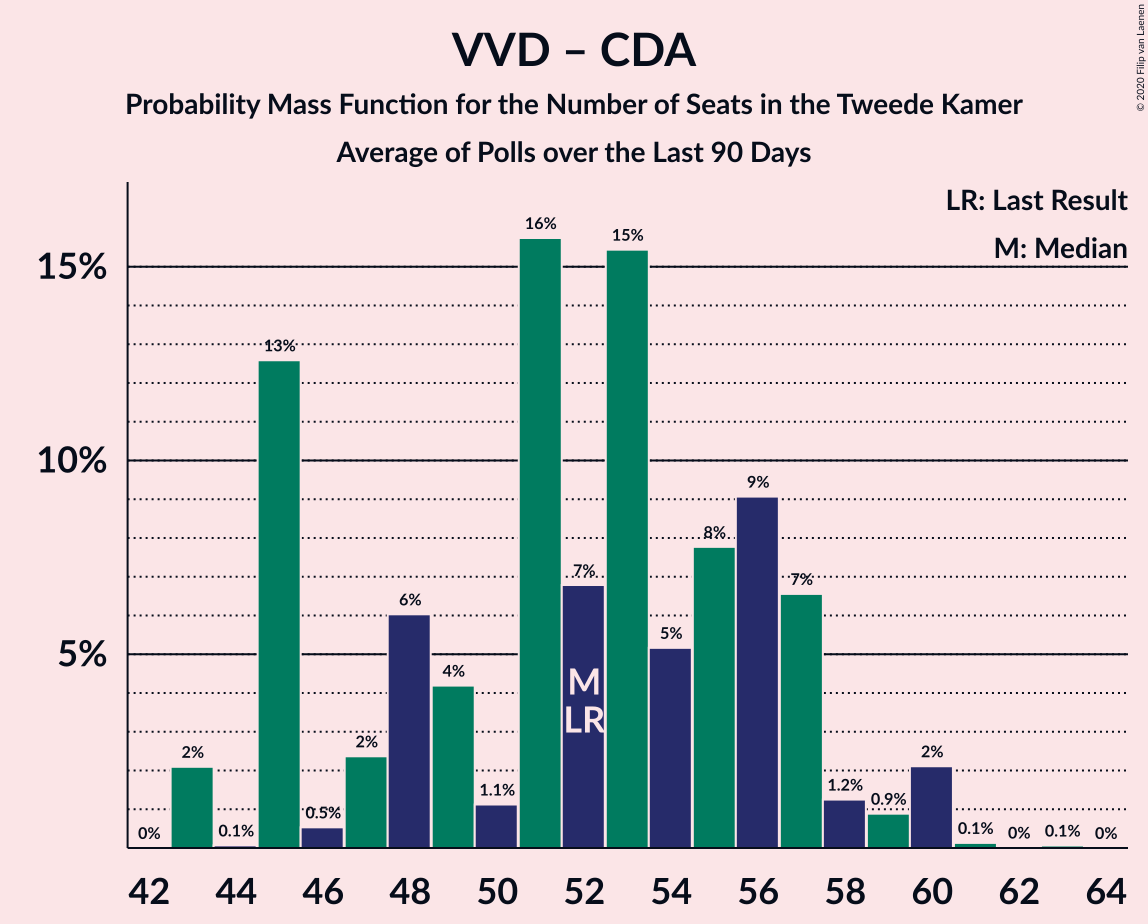 VVD – CDA
Probability Mass Function for the Number of Seats in the Tweede Kamer
Average of Polls over the Last 90 Days
© 2020 Filip van Laenen
LR: Last Result
M: Median
15%
10%
5%
0%
2%
0.1%
13%
0.5%
2%
6%
4%
1.1%
16%
7%
15%
5%
8%
9%
7%
1.2%
0.9%
2%
0.1%
0%
0.1%
0%
M
LR
42 44 46 48 50 52 54 56 58 60 62 64